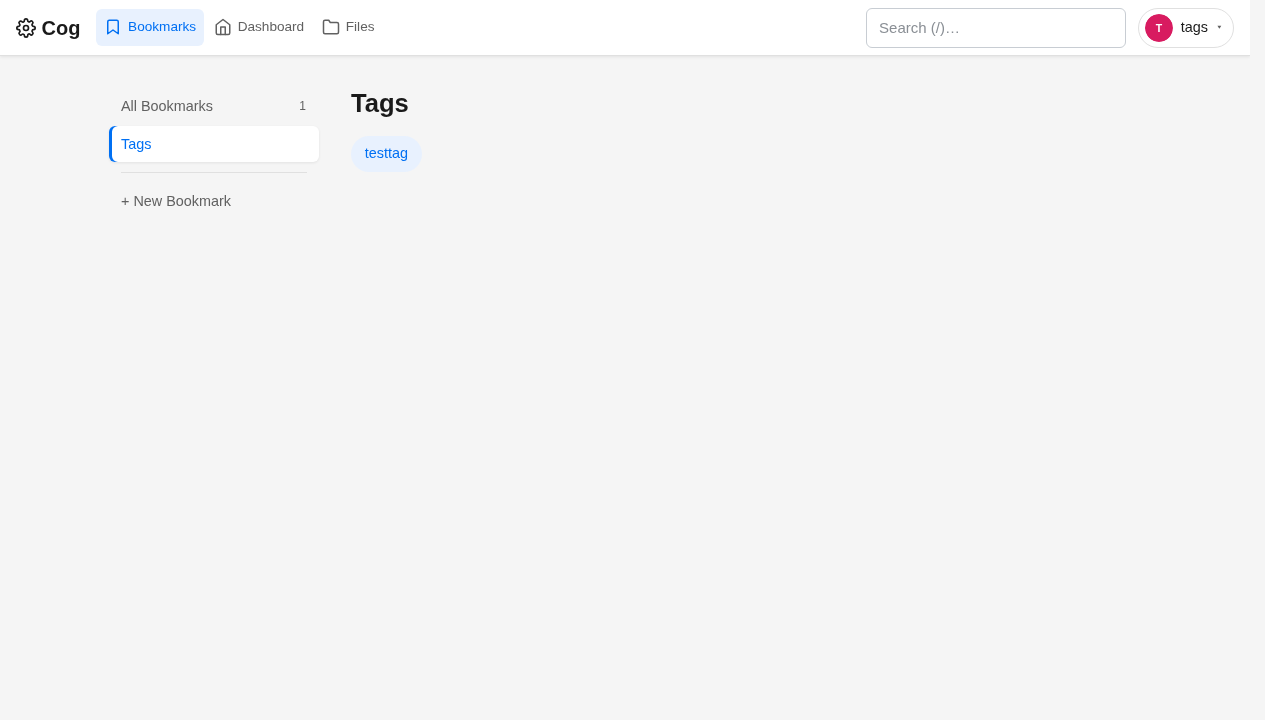 Cog
Bookmarks
Dashboard
Files
Search (/)…
T
tags
All Bookmarks 1
Tags
+ New Bookmark
Tags
testtag